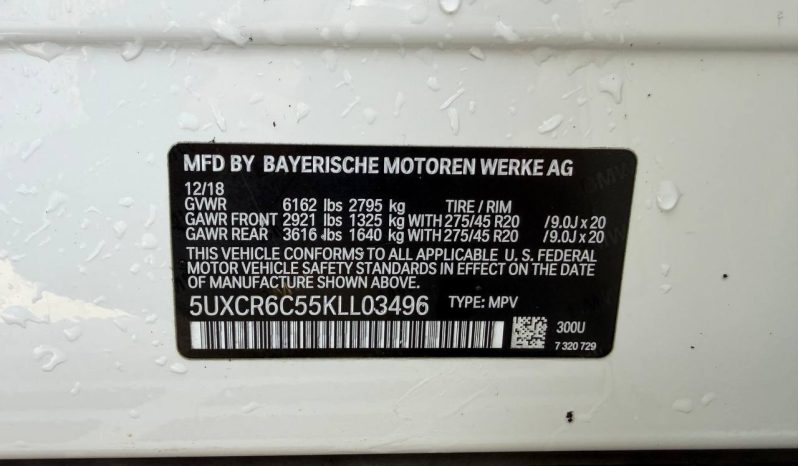 MFD BY BAYERISCHE MOTOREN WERKE AG
12/18
GVWR 6162 lbs 2795 kg TIRE / RIM
GAWR FRONT 2921 lbs 1325 kg WITH 275/45 R20 /9.0J x 20
GAWR REAR 3616 lbs 1640 kg WITH 275/45 R20 /9.0J x 20
THIS VEHICLE CONFORMS TO ALL APPLICABLE U. S. FEDERAL
MOTOR VEHICLE SAFETY STANDARDS IN EFFECT ON THE DATE
OF MANUFACTURE SHOWN ABOVE.
5UXCR6C55KLL03496 TYPE: MPV
300U
7 320 729